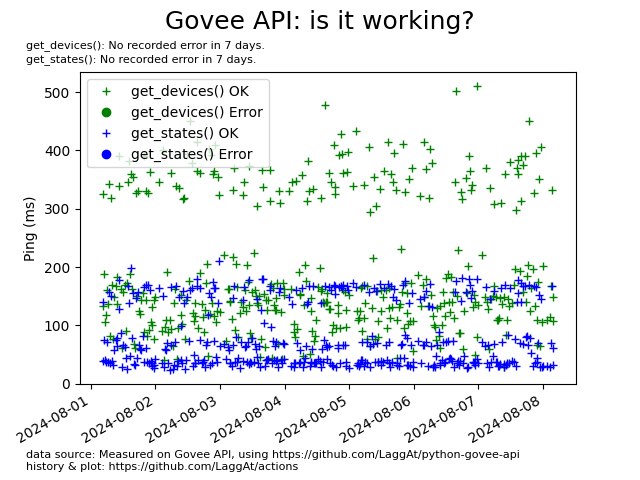 Govee API: is it working?
get_devices(): No recorded error in 7 days.
get_states(): No recorded error in 7 days.
get_devices() OK
get_devices() Error
get_states() OK
get_states() Error
Ping (ms)
500
400
300
200
100
0
2024-08-01
2024-08-02
2024-08-03
2024-08-04
2024-08-05
2024-08-06
2024-08-07
2024-08-08
data source: Measured on Govee API, using https://github.com/LaggAt/python-govee-api
history & plot: https://github.com/LaggAt/actions